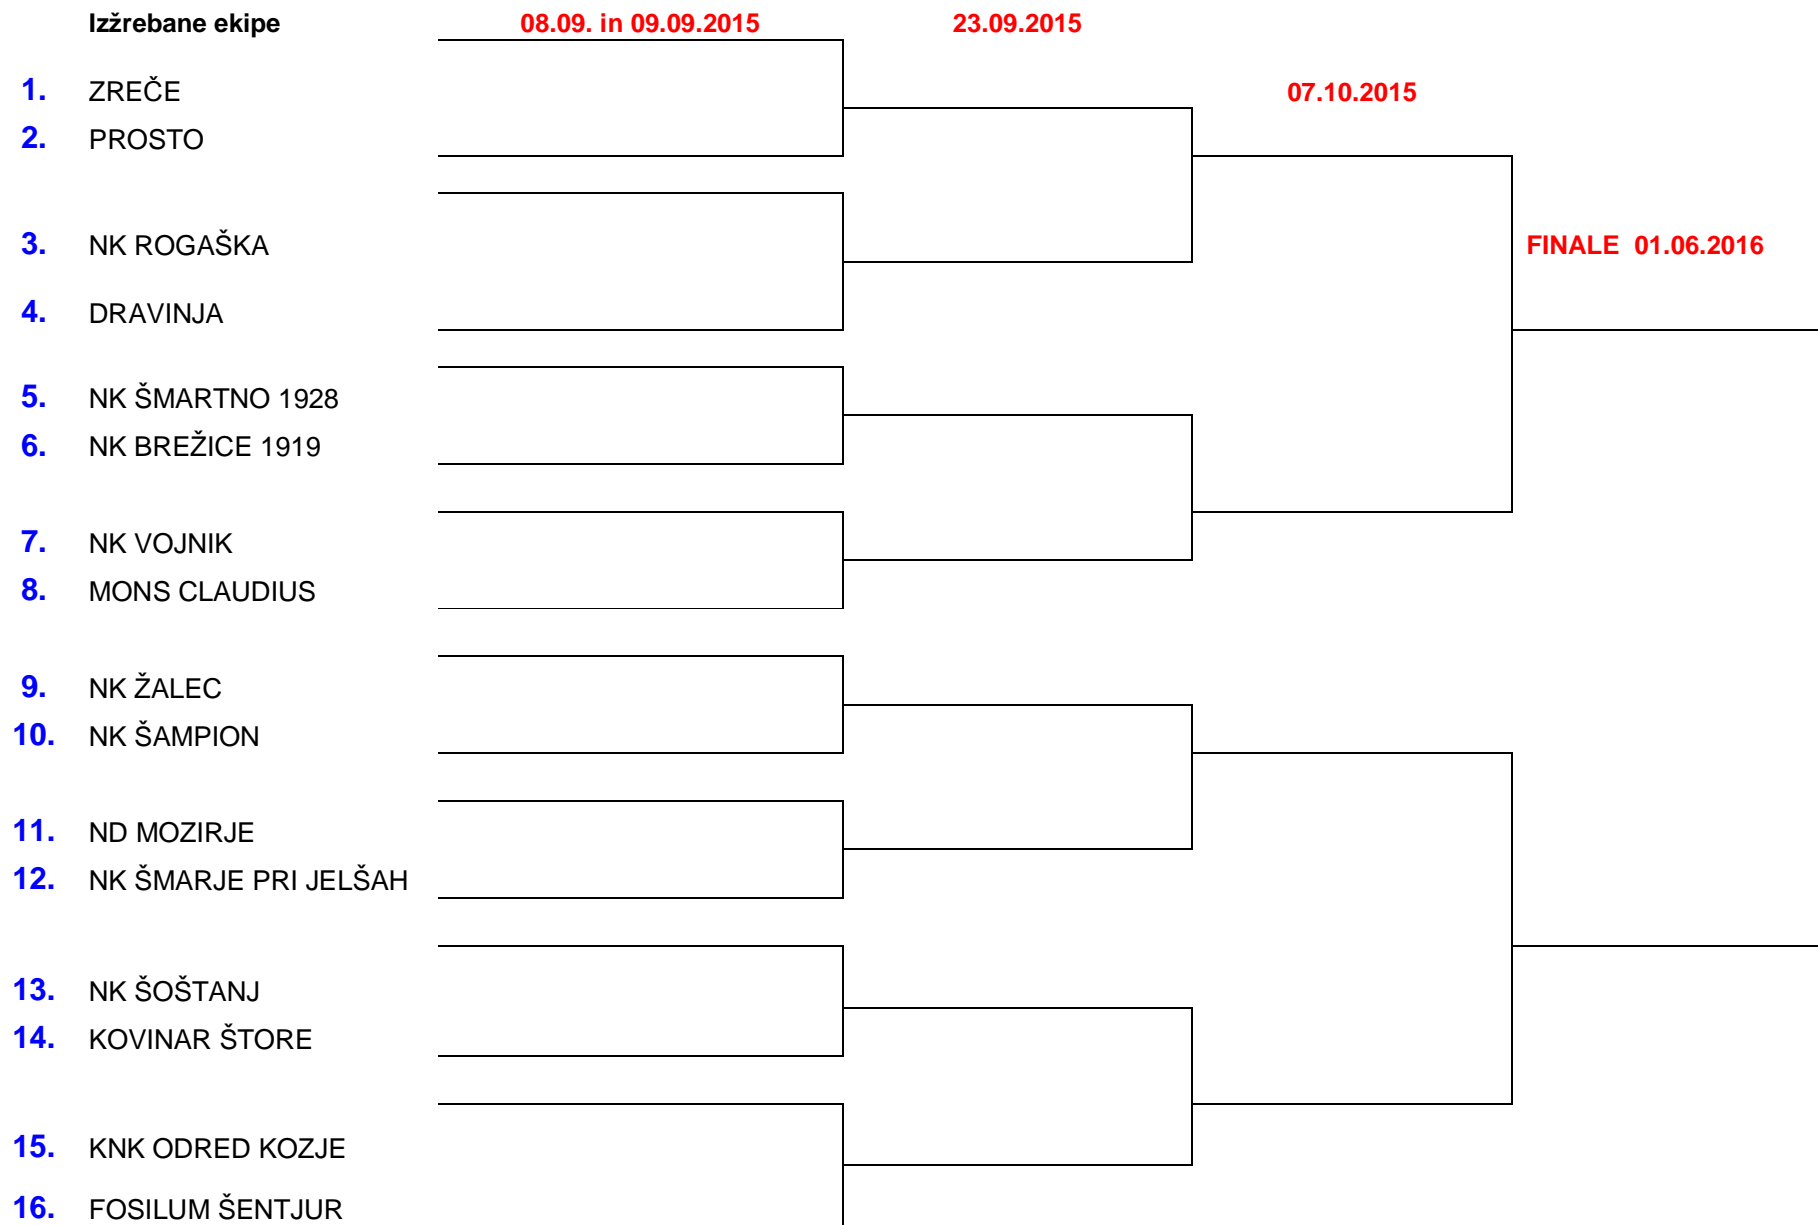 Izžrebane ekipe 08.09. in 09.09.2015 23.09.2015
1. ZREČE 07.10.2015
2. PROSTO
3. NK ROGAŠKA FINALE 01.06.2016
4. DRAVINJA
5. NK ŠMARTNO 1928
6. NK BREŽICE 1919
7. NK VOJNIK
8. MONS CLAUDIUS
9. NK ŽALEC
10. NK ŠAMPION
11. ND MOZIRJE
12. NK ŠMARJE PRI JELŠAH
13. NK ŠOŠTANJ
14. KOVINAR ŠTORE
15. KNK ODRED KOZJE
16. FOSILUM ŠENTJUR